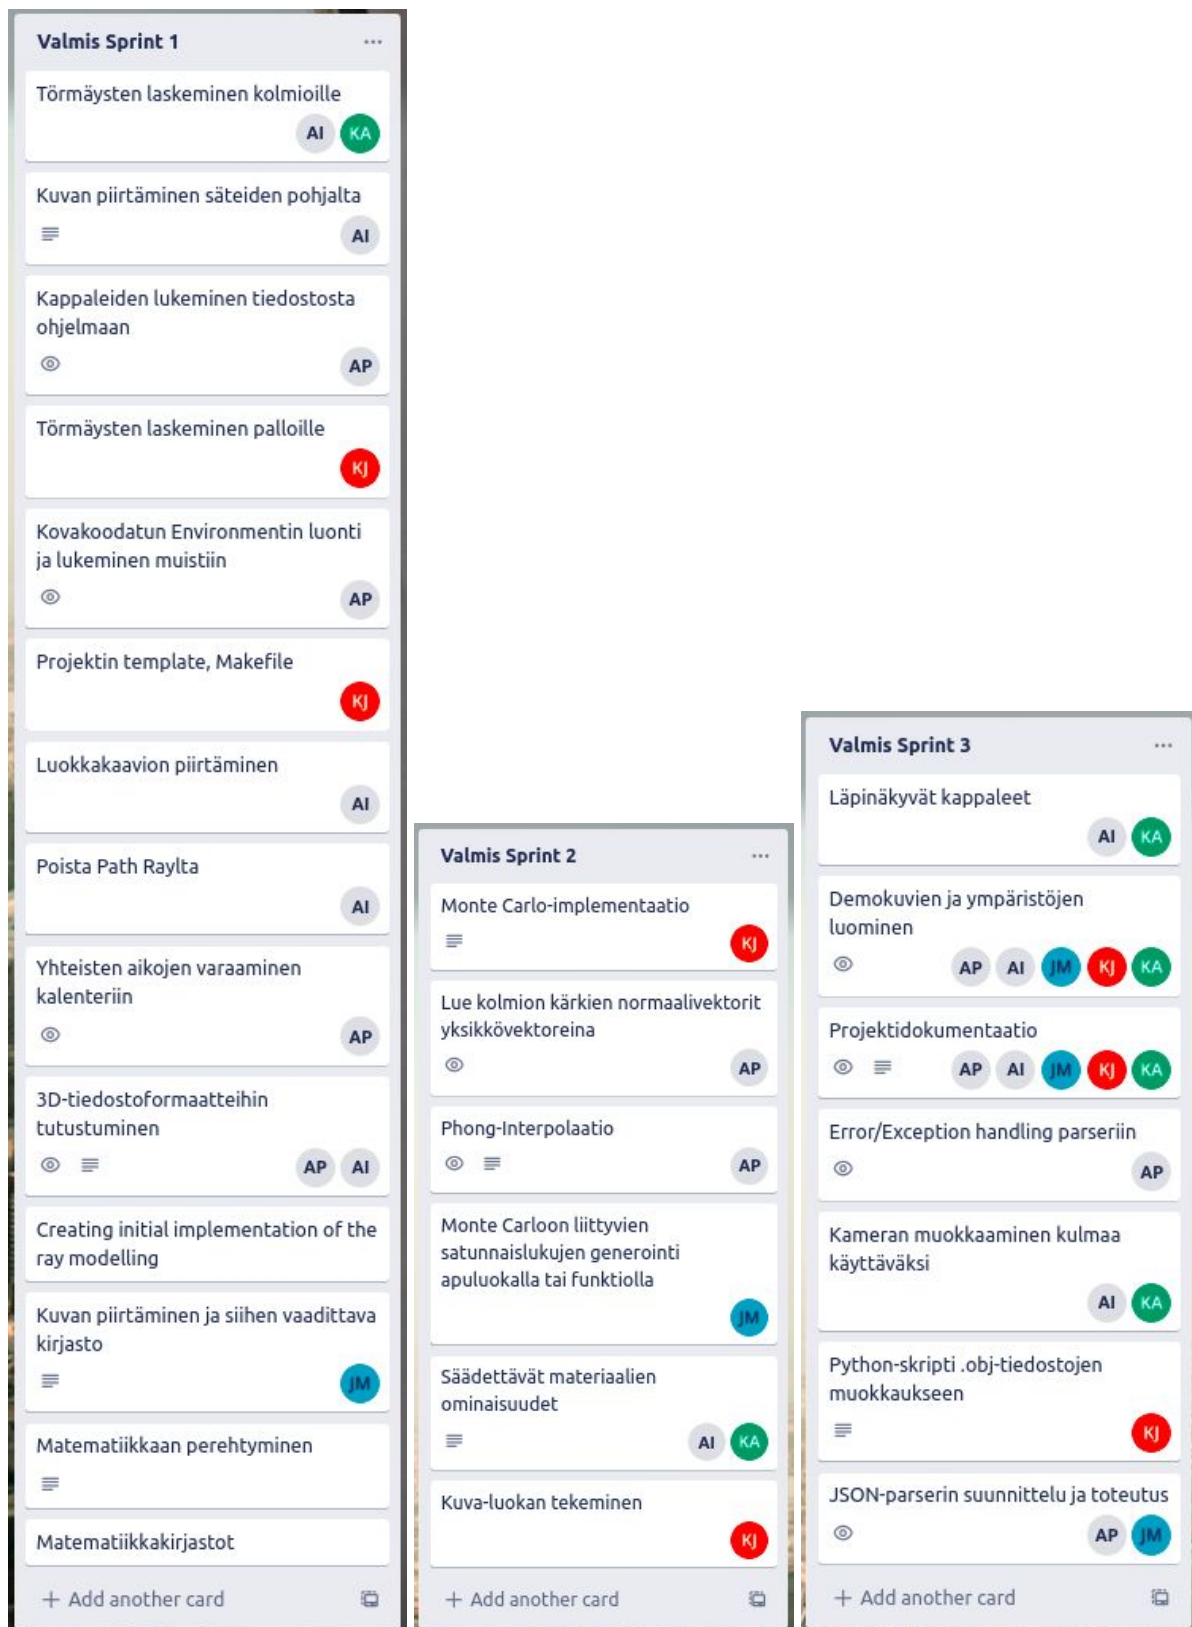 Valmis Sprint 1
Törmäysten laskeminen kolmioille
AI KA
Kuvan piirtäminen säteiden pohjalta
AI
Kappaleiden lukeminen tiedostosta
ohjelmaan
AP
Törmäysten laskeminen palloille
KJ
Kovakoodatun Environmentin luonti
ja lukeminen muistiin
AP
Projektin template, Makefile
KJ
Luokkakaavion piirtäminen
AI
Poista Path Raylta
AI
Yhteisten aikojen varaaminen
kalenteriin
AP
3D-tiedostoformaatteihin
tutustuminen
AP AI
Creating initial implementation of the
ray modelling
Kuvan piirtäminen ja siihen vaadittava
kirjasto
JM
Matematiikkaan perehtyminen
Matematiikkakirjastot
+ Add another card
Valmis Sprint 2
Monte Carlo-implementaatio
KJ
Lue kolmion kärkien normaalivektorit
yksikkövektoreina
AP
Phong-Interpolaatio
AP
Monte Carloon liittyvien
satunnaislukujen generointi
apuluokalla tai funktiolla
JM
Säädettävät materiaalien
ominaisuudet
AI KA
Kuva-luokan tekeminen
KJ
+ Add another card
Valmis Sprint 3
Läpinäkyvät kappaleet
AI KA
Demokuvien ja ympäristöjen
luominen
AP AI JM KJ KA
Projektidokumentaatio
AP AI JM KJ KA
Error/Exception handling parseriin
AP
Kameran muokkaaminen kulmaa
käyttäväksi
AI KA
Python-skripti .obj-tiedostojen
muokkaukseen
KJ
JSON-parserin suunnittelu ja toteutus
AP JM
+ Add another card